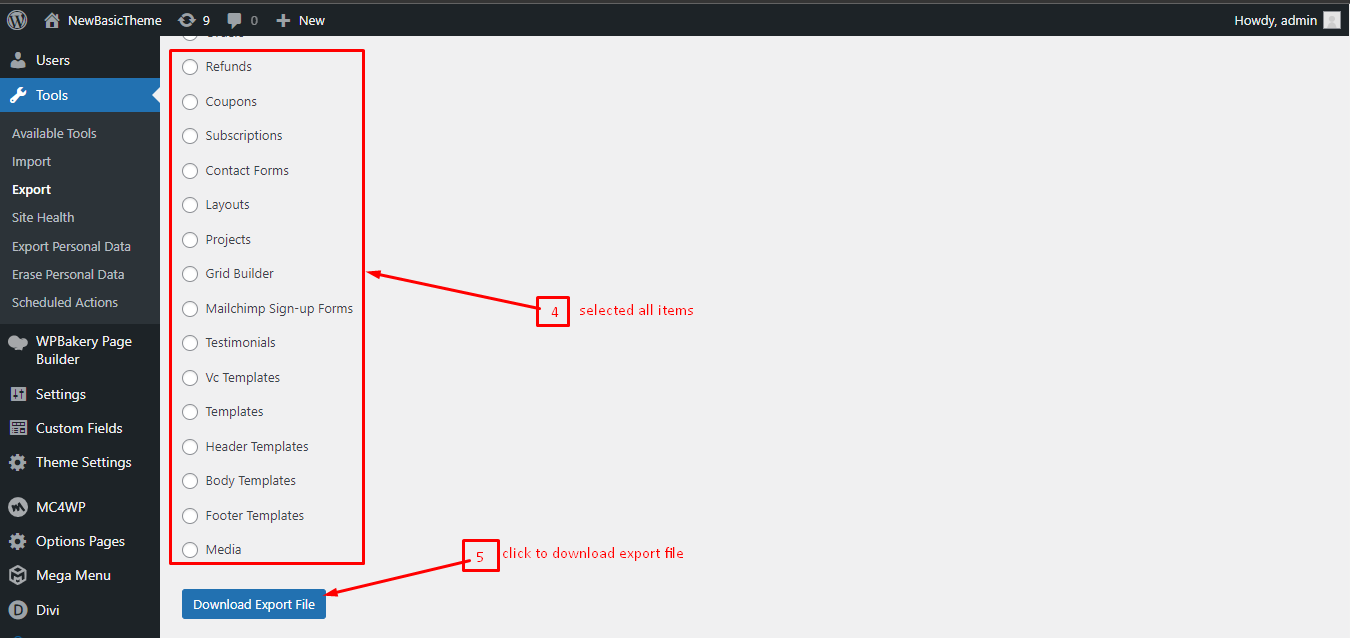 NewBasicTheme 9 0 New Howdy, admin
Users
Tools
Available Tools
Import
Export
Site Health
Export Personal Data
Erase Personal Data
Scheduled Actions
WPBakery Page
Builder
Settings
Custom Fields
Theme Settings
MC4WP
Options Pages
Mega Menu
Divi
Refunds
Coupons
Subscriptions
Contact Forms
Layouts
Projects
Grid Builder
Mailchimp Sign-up Forms
Testimonials
Vc Templates
Templates
Header Templates
Body Templates
Footer Templates
Media
4 selected all items
5 click to download export file
Download Export File